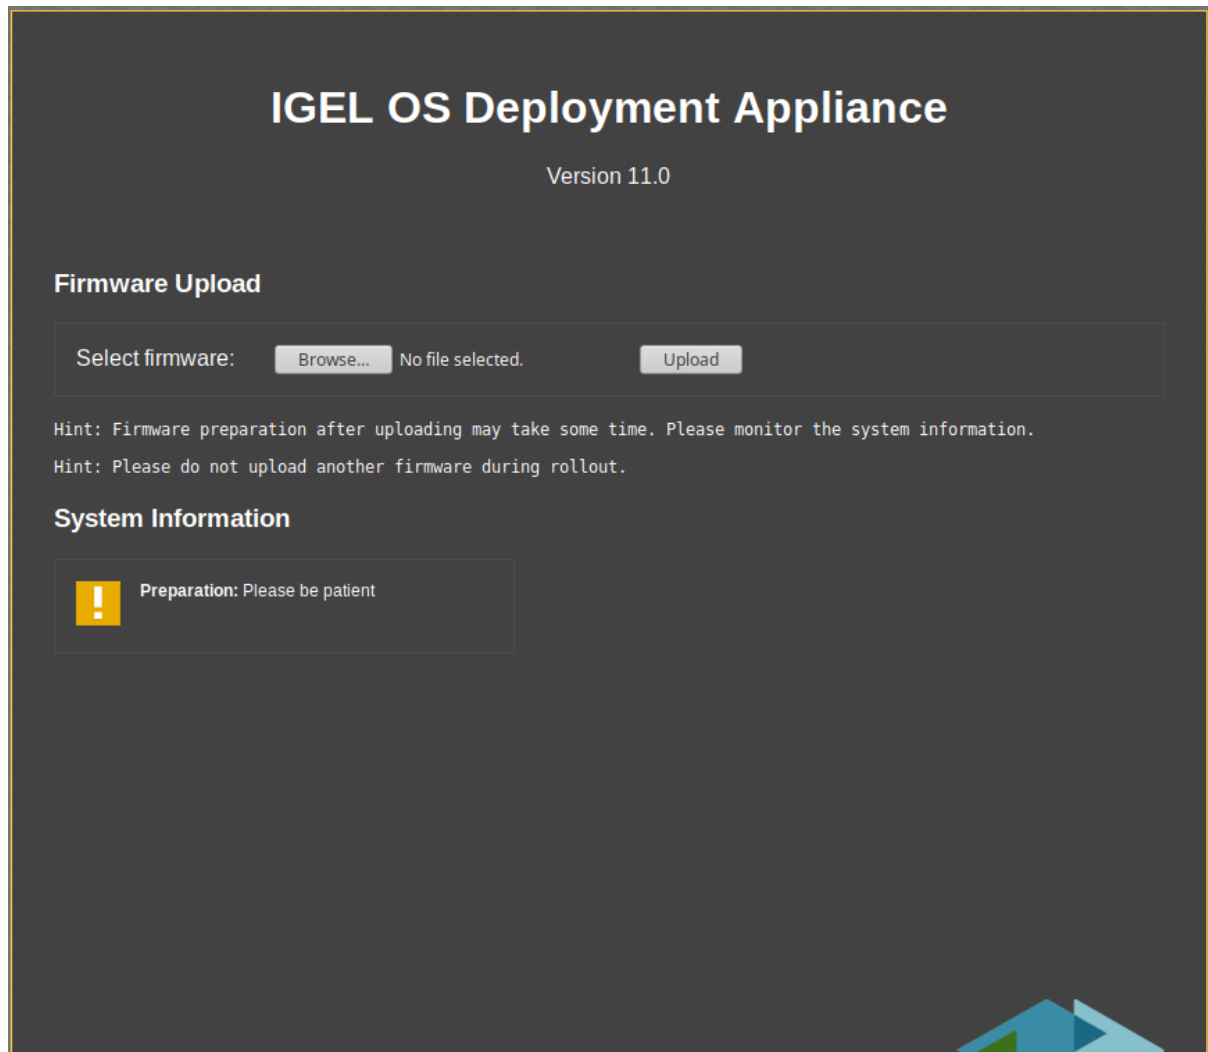 IGEL OS Deployment Appliance
Version 11.0
Firmware Upload
Select firmware: Browse... No file selected. Upload
Hint: Firmware preparation after uploading may take some time. Please monitor the system information.
Hint: Please do not upload another firmware during rollout.
System Information
Preparation: Please be patient